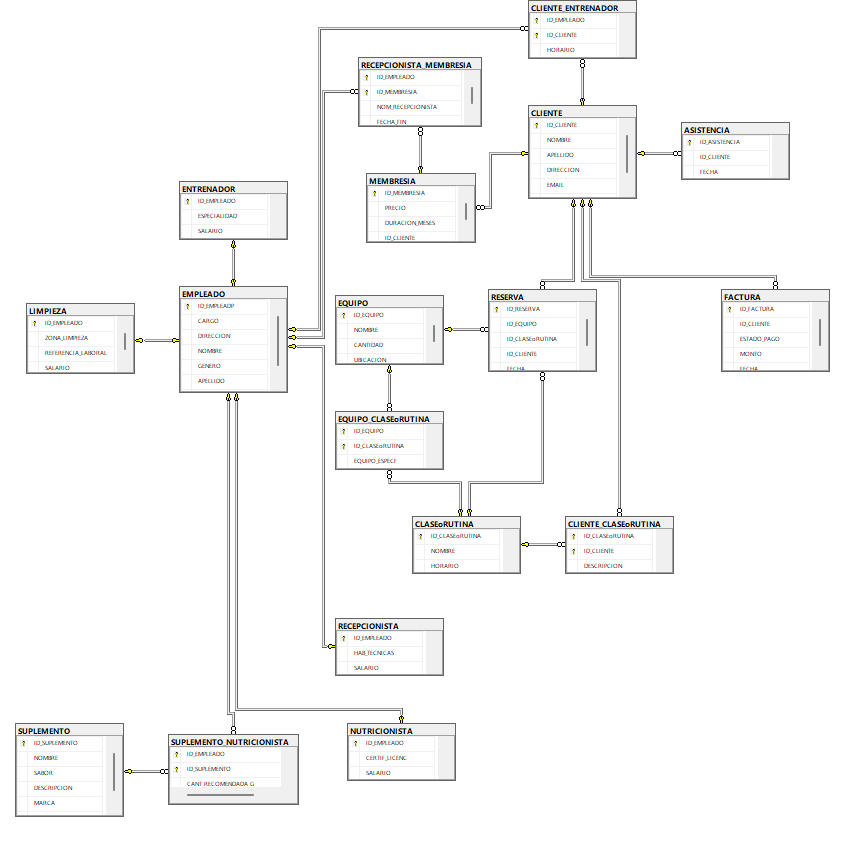 CLIENTE_ENTRENADOR
ID_EMPLEADO
ID_CLIENTE
HORARIO
RECEPCIONISTA_MEMBRESIA
ID_EMPLEADO
ID_MEMBRESIA
NOM_RECEPCIONISTA
FECHA_FIN
CLIENTE
ID_CLIENTE
NOMBRE
APELLIDO
DIRECCION
EMAIL
ASISTENCIA
ID_ASISTENCIA
ID_CLIENTE
FECHA
MEMBRESIA
ID_MEMBRESIA
PRECIO
DURACION_MESES
ID_CLIENTE
ENTRENADOR
ID_EMPLEADO
ESPECIALIDAD
SALARIO
EMPLEADO
ID_EMPLEADP
CARGO
DIRECCION
NOMBRE
GENERO
APELLIDO
LIMPIEZA
ID_EMPLEADO
ZONA_LIMPIEZA
REFERENCIA_LABORAL
SALARIO
EQUIPO
ID_EQUIPO
NOMBRE
CANTIDAD
UBICACION
RESERVA
ID_RESERVA
ID_EQUIPO
ID_CLASEoRUTINA
ID_CLIENTE
FECHA
FACTURA
ID_FACTURA
ID_CLIENTE
ESTADO_PAGO
MONTO
FECHA
EQUIPO_CLASEoRUTINA
ID_EQUIPO
ID_CLASEoRUTINA
EQUIPO_ESPECF
CLASEoRUTINA
ID_CLASEoRUTINA
NOMBRE
HORARIO
CLIENTE_CLASEoRUTINA
ID_CLASEoRUTINA
ID_CLIENTE
DESCRIPCION
RECEPCIONISTA
ID_EMPLEADO
HAB_TECNICAS
SALARIO
SUPLEMENTO
ID_SUPLEMENTO
NOMBRE
SABOR
DESCRIPCION
MARCA
SUPLEMENTO_NUTRICIONISTA
ID_EMPLEADO
ID_SUPLEMENTO
CANT_RECOMENDADA_G
NUTRICIONISTA
ID_EMPLEADO
CERTIF_LICENC
SALARIO